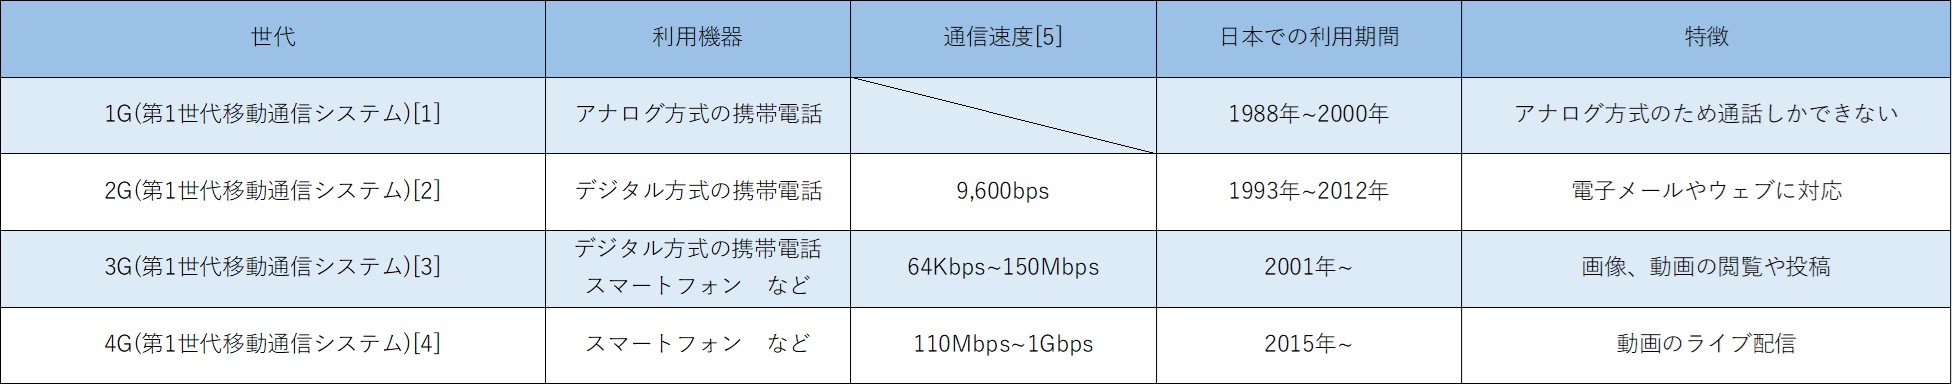 世代 利用機器 通信速度[5] 日本での利用期間 特徴
1G(第1世代移動通信システム)[1] アナログ方式の携帯電話 1988年~2000年 アナログ方式のため通話しかできない
2G(第1世代移動通信システム)[2] デジタル方式の携帯電話 9,600bps 1993年~2012年 電子メールやウェブに対応
3G(第1世代移動通信システム)[3] デジタル方式の携帯電話 64Kbps~150Mbps 2001年~ 画像、動画の閲覧や投稿
スマートフォン　など
4G(第1世代移動通信システム)[4] スマートフォン　など 110Mbps~1Gbps 2015年~ 動画のライブ配信